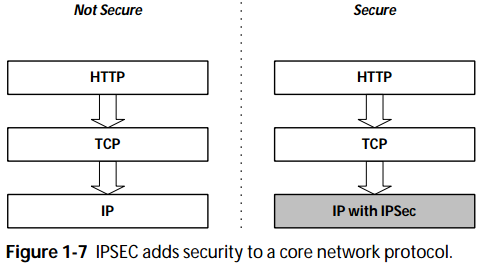 Not Secure
Secure
HTTP
HTTP
TCP
TCP
IP
IP with IPSec
Figure 1-7 IPSEC adds security to a core network protocol.